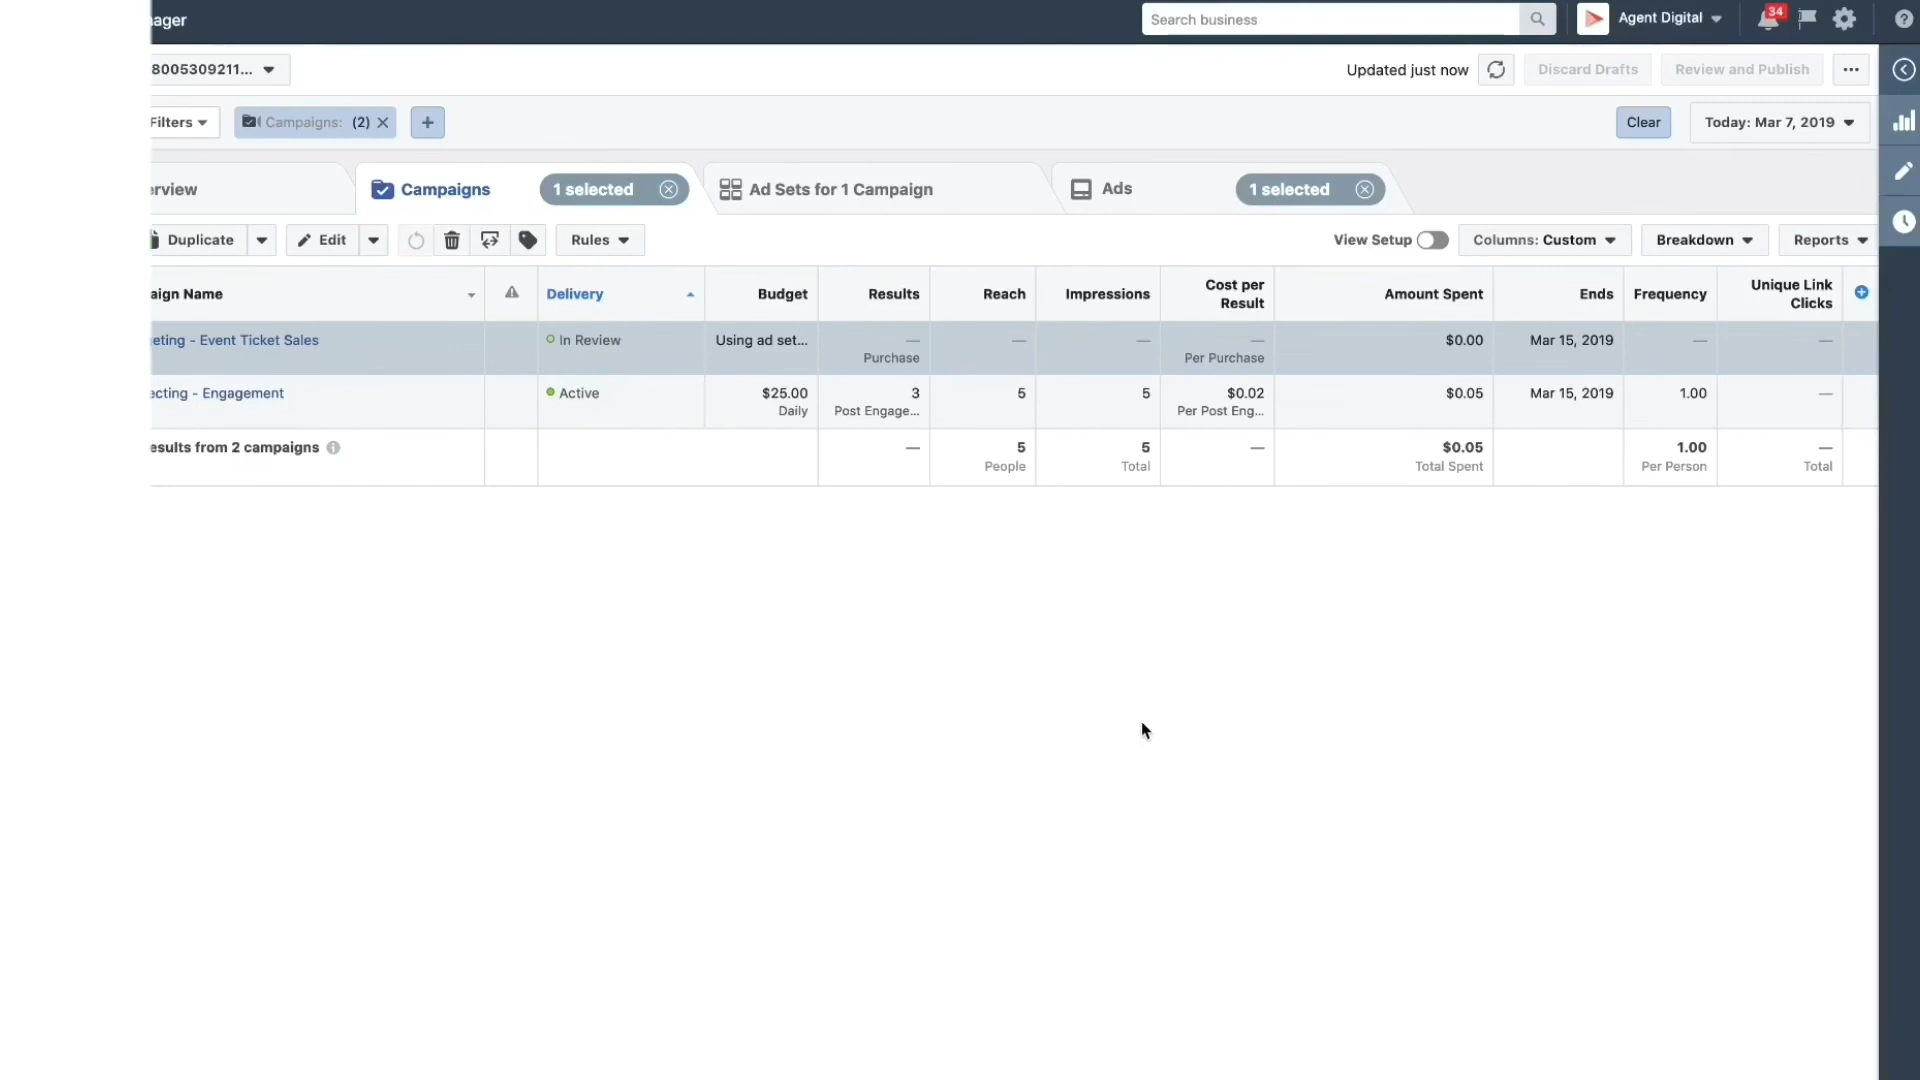 ager
Search business
Agent Digital
34
8005309211...
Updated just now
Discard Drafts
Review and Publish
Filters
Campaigns: (2)
Clear
Today: Mar 7, 2019
erview
Campaigns
1 selected
Ad Sets for 1 Campaign
Ads
1 selected
Duplicate
Edit
Rules
View Setup
Columns: Custom
Breakdown
Reports
aign Name
Delivery
Budget
Results
Reach
Impressions
Cost per
Result
Amount Spent
Ends
Frequency
Unique Link
Clicks
eting - Event Ticket Sales
In Review
Using ad set...
—
Purchase
—
—
—
Per Purchase
$0.00
Mar 15, 2019
—
—
ecting - Engagement
Active
$25.00
Daily
3
Post Engage...
5
5
$0.02
Per Post Eng...
$0.05
Mar 15, 2019
1.00
—
esults from 2 campaigns
—
5
People
5
Total
—
$0.05
Total Spent
1.00
Per Person
—
Total